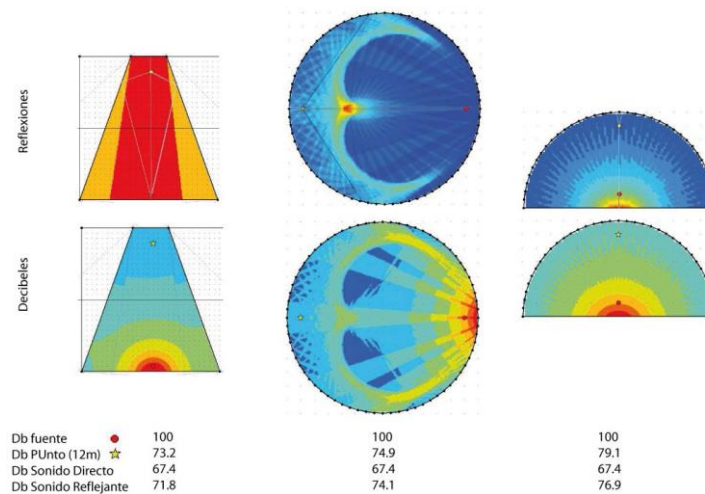 Reflexiones
Decibeles
Db fuente 100 100 100
Db PUnto (12m) 73.2 74.9 79.1
Db Sonido Directo 67.4 67.4 67.4
Db Sonido Reflejante 71.8 74.1 76.9